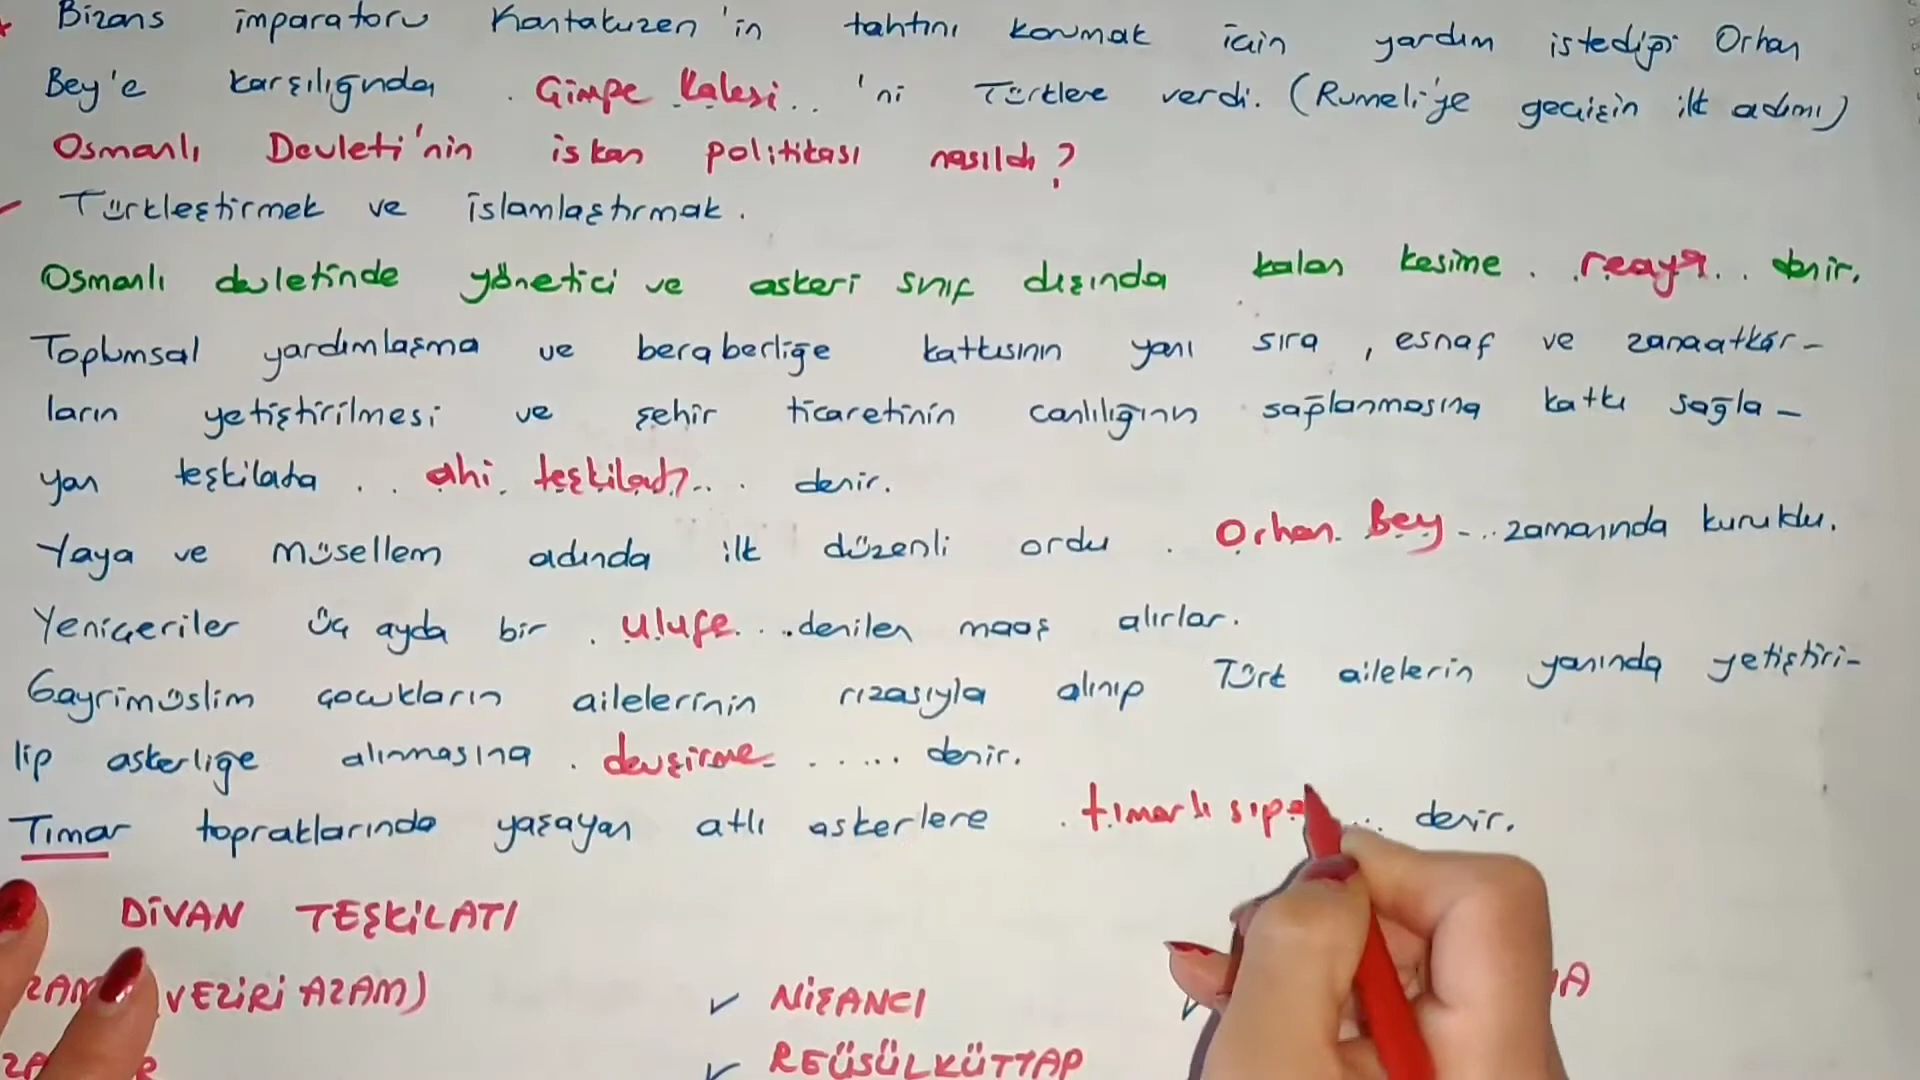 Bizans imparatoru Kantakuzen'in tahtını korumak için yardım istediği Orhan
Bey'e karşılığında . Çimpe Kalesi . . 'ni Türklere verdi. (Rumeli'ye geçişin ilk adımı)
Osmanlı Devleti'nin iskan politikası nasıldı?
Türkleştirmek ve islamlaştırmak.
Osmanlı devletinde yönetici ve askeri sınıf dışında kalan kesime . . reaya . . denir.
Toplumsal yardımlaşma ve beraberliğe katkısının yanı sıra, esnaf ve zanaatkâr-
ların yetiştirilmesi ve şehir ticaretinin canlılığının sağlanmasına katkı sağla-
yan teşkilata . . ahi teşkilatı . . . denir.
Yaya ve müsellem adında ilk düzenli ordu . Orhan Bey . . . zamanında kuruldu.
Yeniçeriler üç ayda bir . ulufe . . . denilen maaş alırlar.
Gayrimüslim çocukların ailelerinin rızasıyla alınıp Türk ailelerin yanında yetiştiri-
lip askerliğe alınmasına . devşirme . . . . . . denir.
Tımar topraklarında yaşayan atlı askerlere . tımarlı sipa . . . denir.
DİVAN TEŞKİLATI
VEZİRİ AZAM)
✓ NİŞANCI
✓ REÜSÜLKÜTTAP